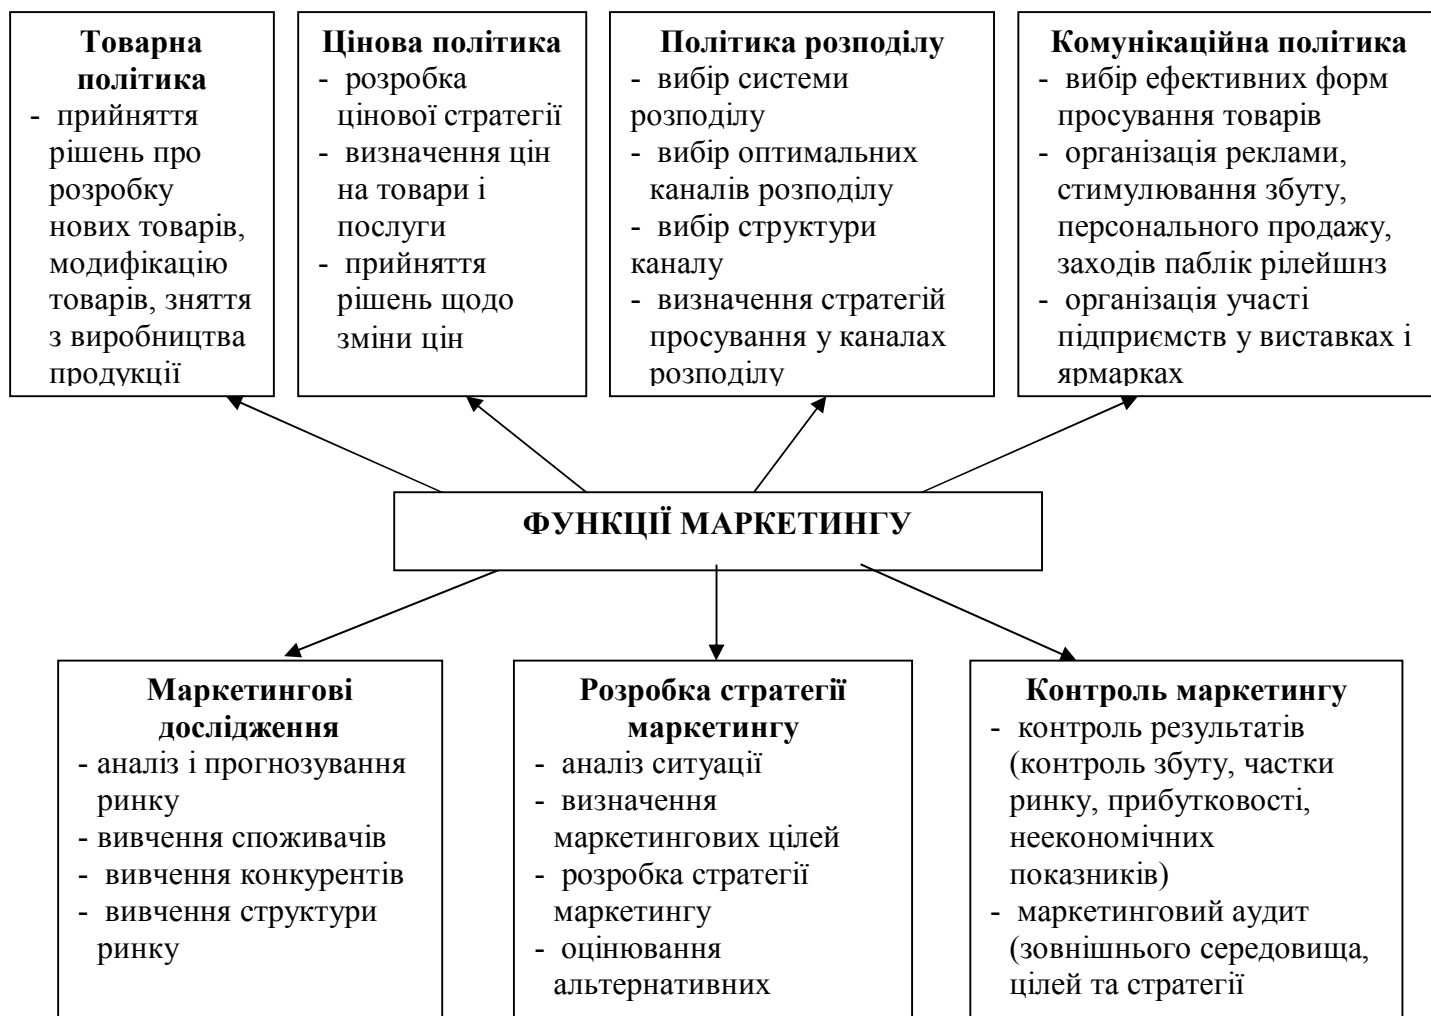 Товарна
політика
- прийняття
рішень про
розробку
нових товарів,
модифікацію
товарів, зняття
з виробництва
продукції
Цінова політика
- розробка
цінової стратегії
- визначення цін
на товари і
послуги
- прийняття
рішень щодо
зміни цін
Політика розподілу
- вибір системи
розподілу
- вибір оптимальних
каналів розподілу
- вибір структури
каналу
- визначення стратегій
просування у каналах
розподілу
Комунікаційна політика
- вибір ефективних форм
просування товарів
- організація реклами,
стимулювання збуту,
персонального продажу,
заходів паблік рілейшнз
- організація участі
підприємств у виставках і
ярмарках
ФУНКЦІЇ МАРКЕТИНГУ
Маркетингові
дослідження
- аналіз і прогнозування
ринку
- вивчення споживачів
- вивчення конкурентів
- вивчення структури
ринку
Розробка стратегії
маркетингу
- аналіз ситуації
- визначення
маркетингових цілей
- розробка стратегії
маркетингу
- оцінювання
альтернативних
Контроль маркетингу
- контроль результатів
(контроль збуту, частки
ринку, прибутковості,
неекономічних
показників)
- маркетинговий аудит
(зовнішнього середовища,
цілей та стратегії